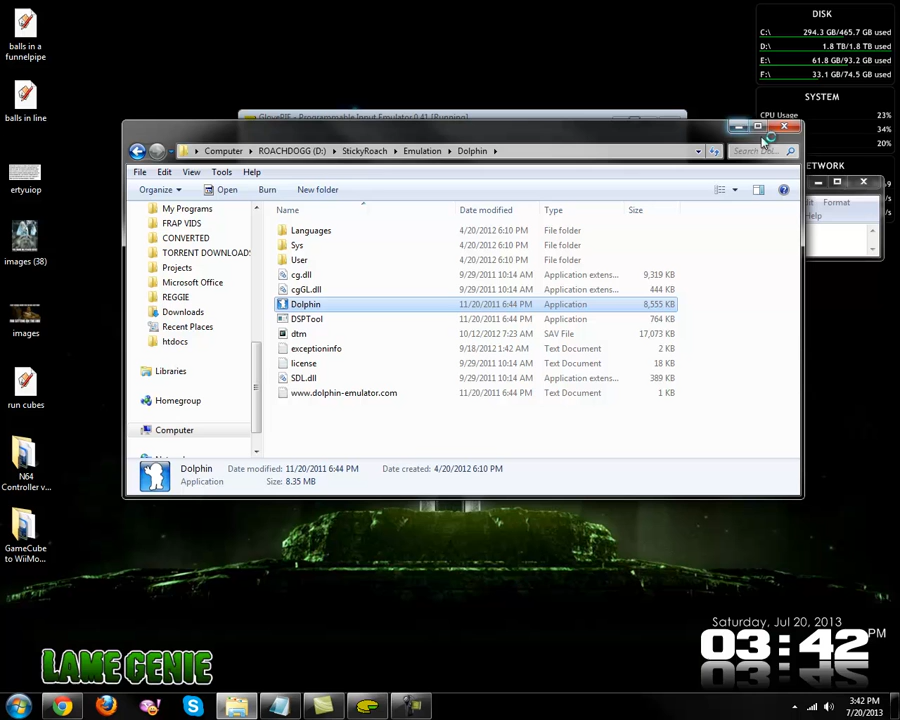 balls in a
funnelpipe
balls in line
ertyuiop
images (38)
images
run cubes
N64
Controller v...
GameCube
to WiiMo...
DISK
C:\ 294.3 GB/465.7 GB used
D:\ 1.8 TB/1.8 TB used
E:\ 61.8 GB/93.2 GB used
F:\ 33.1 GB/74.5 GB used
SYSTEM
CPU Usage 23%
34%
20%
NETWORK
GlovePIE - Programmable Input Emulator 0.41 [Running]
Computer ROACHDOGG (D:) StickyRoach Emulation Dolphin
Search Dol...
File Edit View Tools Help
Organize Open Burn New folder
Format
Help
My Programs
FRAP VIDS
CONVERTED
TORRENT DOWNLOADS
Projects
Microsoft Office
REGGIE
Downloads
Recent Places
htdocs
Libraries
Homegroup
Computer
Name Date modified Type Size
Languages 4/20/2012 6:10 PM File folder
Sys 4/20/2012 6:10 PM File folder
User 4/20/2012 6:10 PM File folder
cg.dll 9/29/2011 10:14 AM Application extens... 9,319 KB
cgGL.dll 9/29/2011 10:14 AM Application extens... 444 KB
Dolphin 11/20/2011 6:44 PM Application 8,555 KB
DSPTool 11/20/2011 6:44 PM Application 764 KB
dtm 10/12/2012 7:23 AM SAV File 17,073 KB
exceptioninfo 9/18/2012 1:42 AM Text Document 2 KB
license 9/29/2011 10:14 AM Text Document 18 KB
SDL.dll 9/29/2011 10:14 AM Application extens... 389 KB
www.dolphin-emulator.com 11/20/2011 6:44 PM Text Document 1 KB
Dolphin Date modified: 11/20/2011 6:44 PM Date created: 4/20/2012 6:10 PM
Application Size: 8.35 MB
Saturday, Jul 20, 2013
03:42 PM
LAME GENIE
3:42 PM
7/20/2013